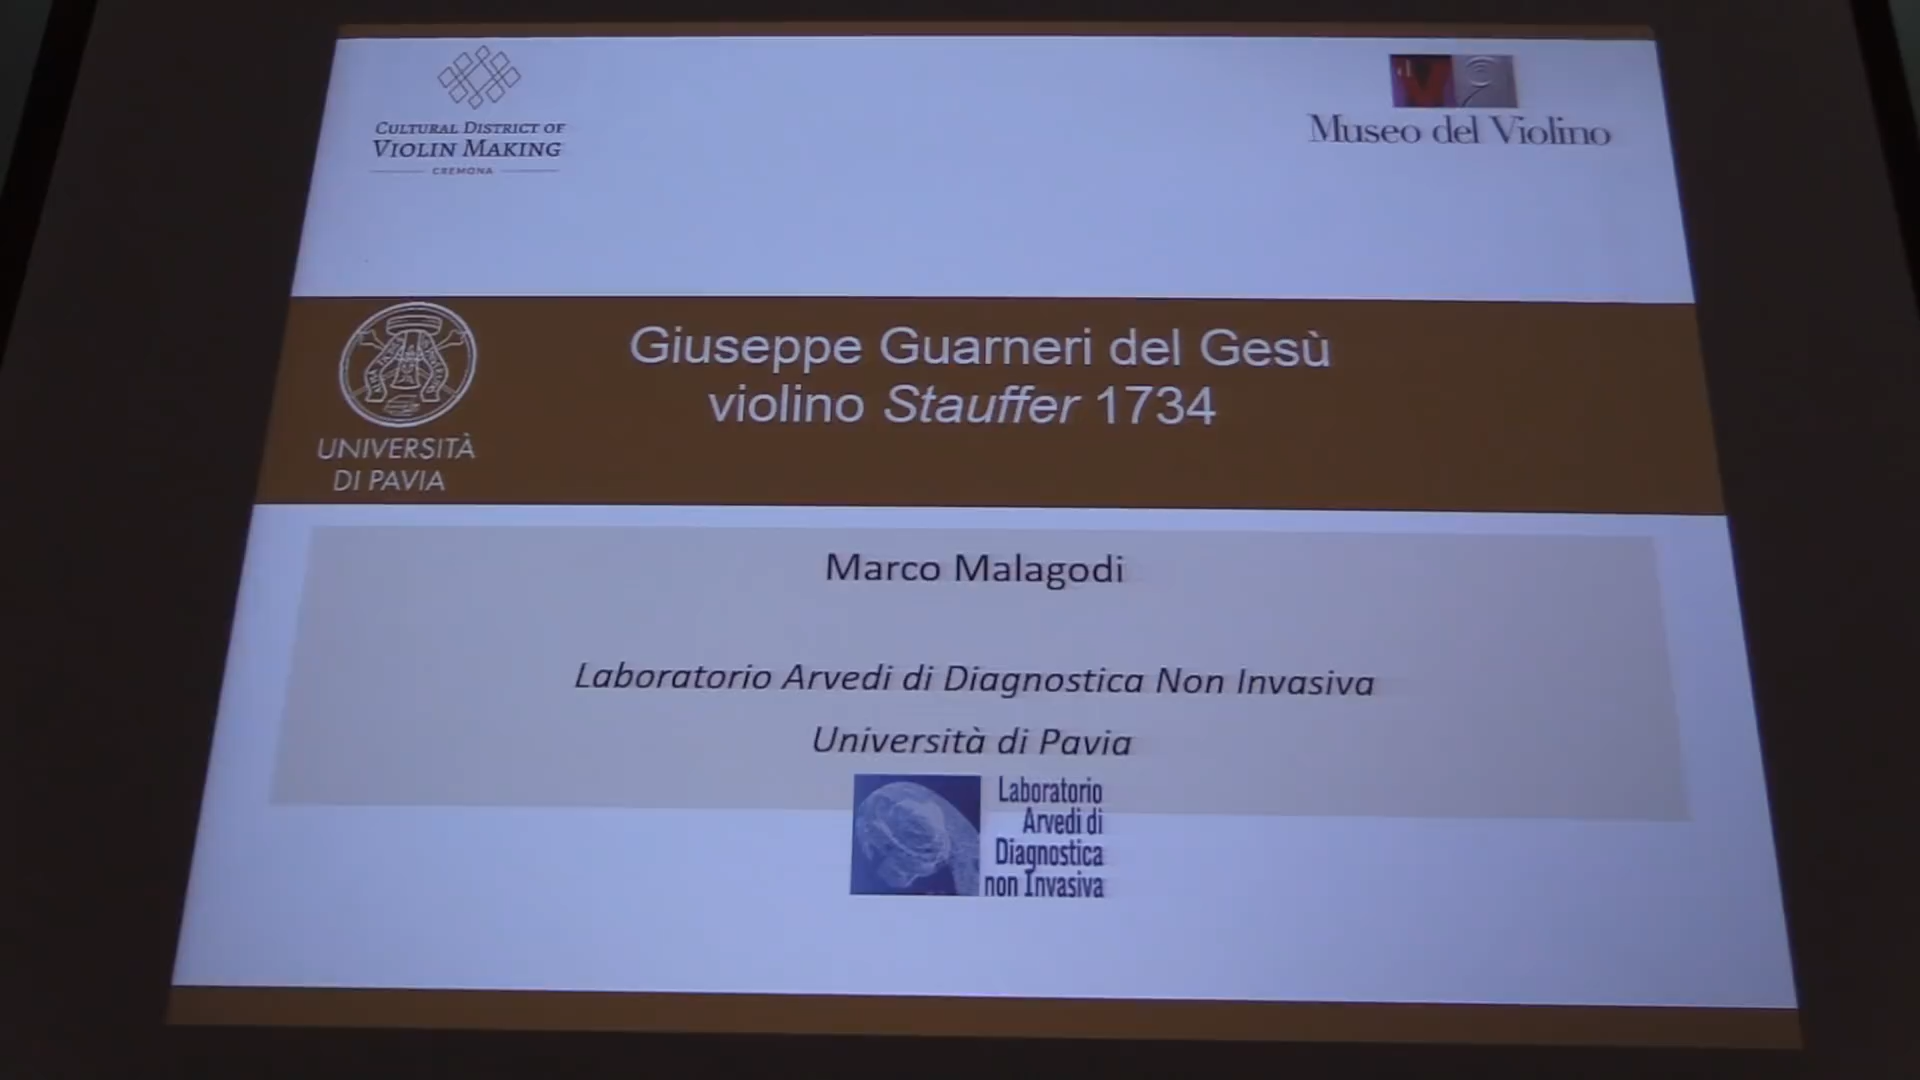 CULTURAL DISTRICT OF
VIOLIN MAKING
CREMONA
Museo del Violino
Giuseppe Guarneri del Gesù
violino Stauffer 1734
UNIVERSITÀ
DI PAVIA
Marco Malagodi
Laboratorio Arvedi di Diagnostica Non Invasiva
Università di Pavia
Laboratorio
Arvedi di
Diagnostica
non Invasiva